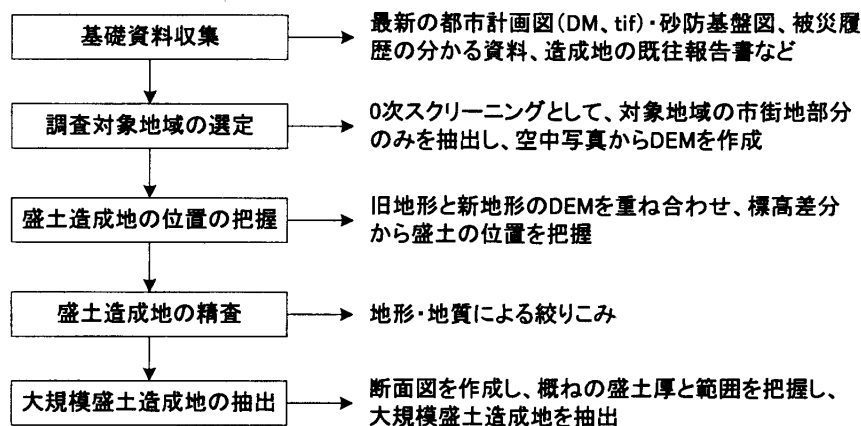 基礎資料収集
最新の都市計画図(DM、tif)・砂防基盤図、被災履
歴の分かる資料、造成地の既往報告書など
調査対象地域の選定
0次スクリーニングとして、対象地域の市街地部分
のみを抽出し、空中写真からDEMを作成
盛土造成地の位置の把握
旧地形と新地形のDEMを重ね合わせ、標高差分
から盛土の位置を把握
盛土造成地の精査
地形・地質による絞りこみ
大規模盛土造成地の抽出
断面図を作成し、概ねの盛土厚と範囲を把握し、
大規模盛土造成地を抽出